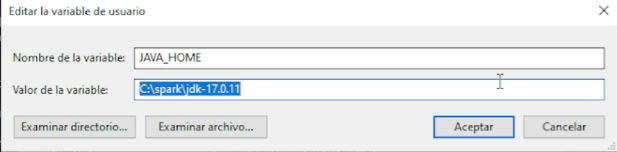 Editar la variable de usuario
Nombre de la variable: JAVA_HOME
Valor de la variable: C:\spark\jdk-17.0.11
Examinar directorio... Examinar archivo... Aceptar Cancelar